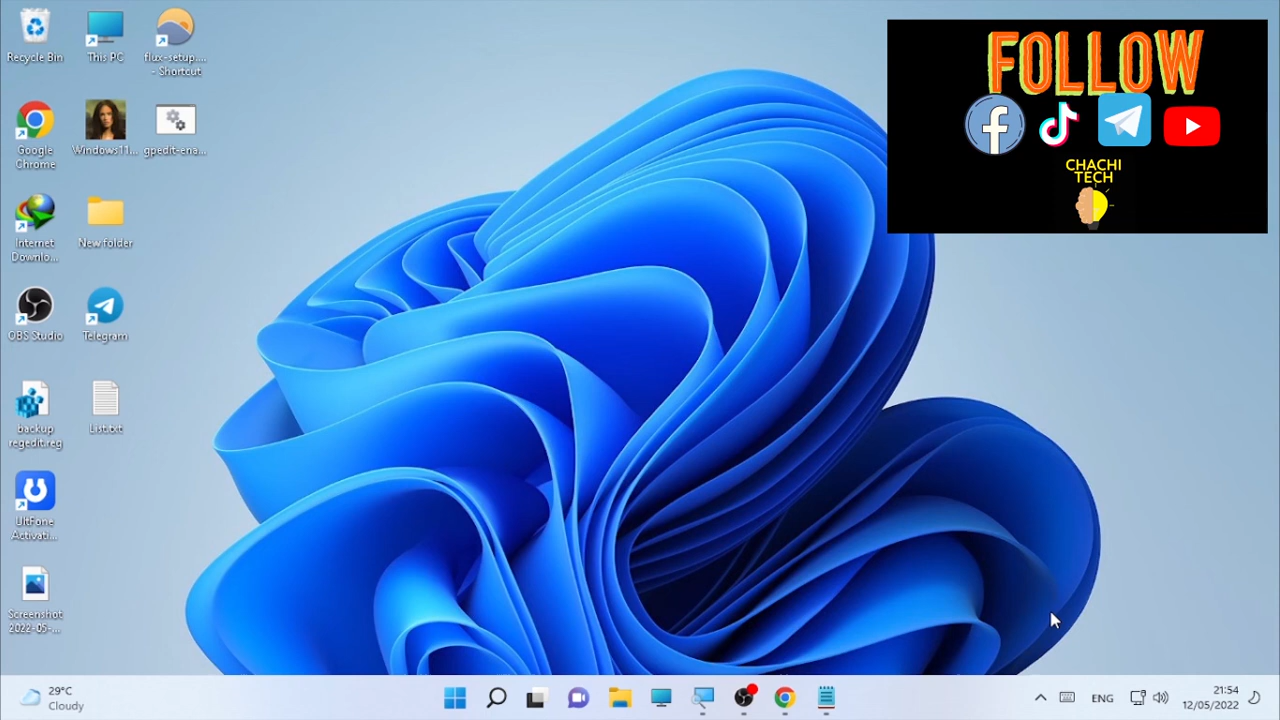 Recycle Bin
This PC
flux-setup....
- Shortcut
Google
Chrome
Windows11...
gpedit-ena...
Internet
Downlo...
New folder
OBS Studio
Telegram
backup
regedit.reg
List.txt
UltFone
Activati...
Screenshot
2022-05-...
FOLLOW
CHACHI
TECH
29°C
Cloudy
ENG
21:54
12/05/2022